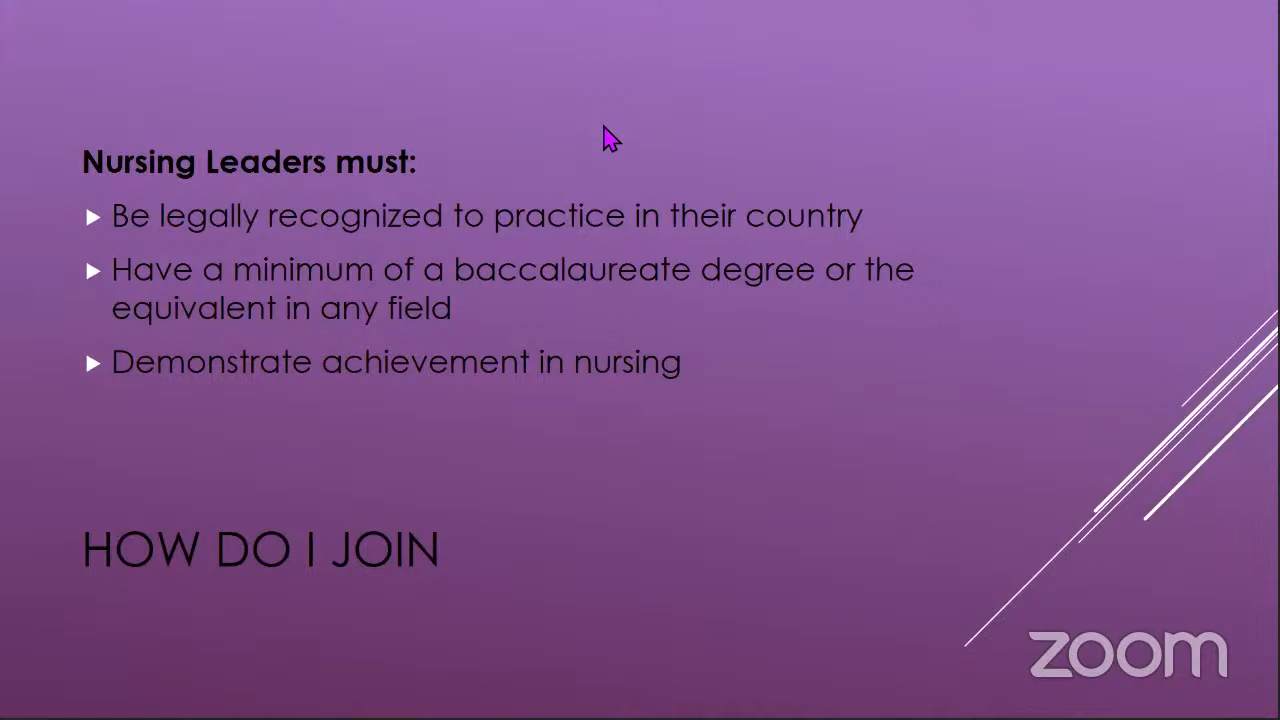 Nursing Leaders must:
Be legally recognized to practice in their country
Have a minimum of a baccalaureate degree or the
equivalent in any field
Demonstrate achievement in nursing
HOW DO I JOIN
zoom